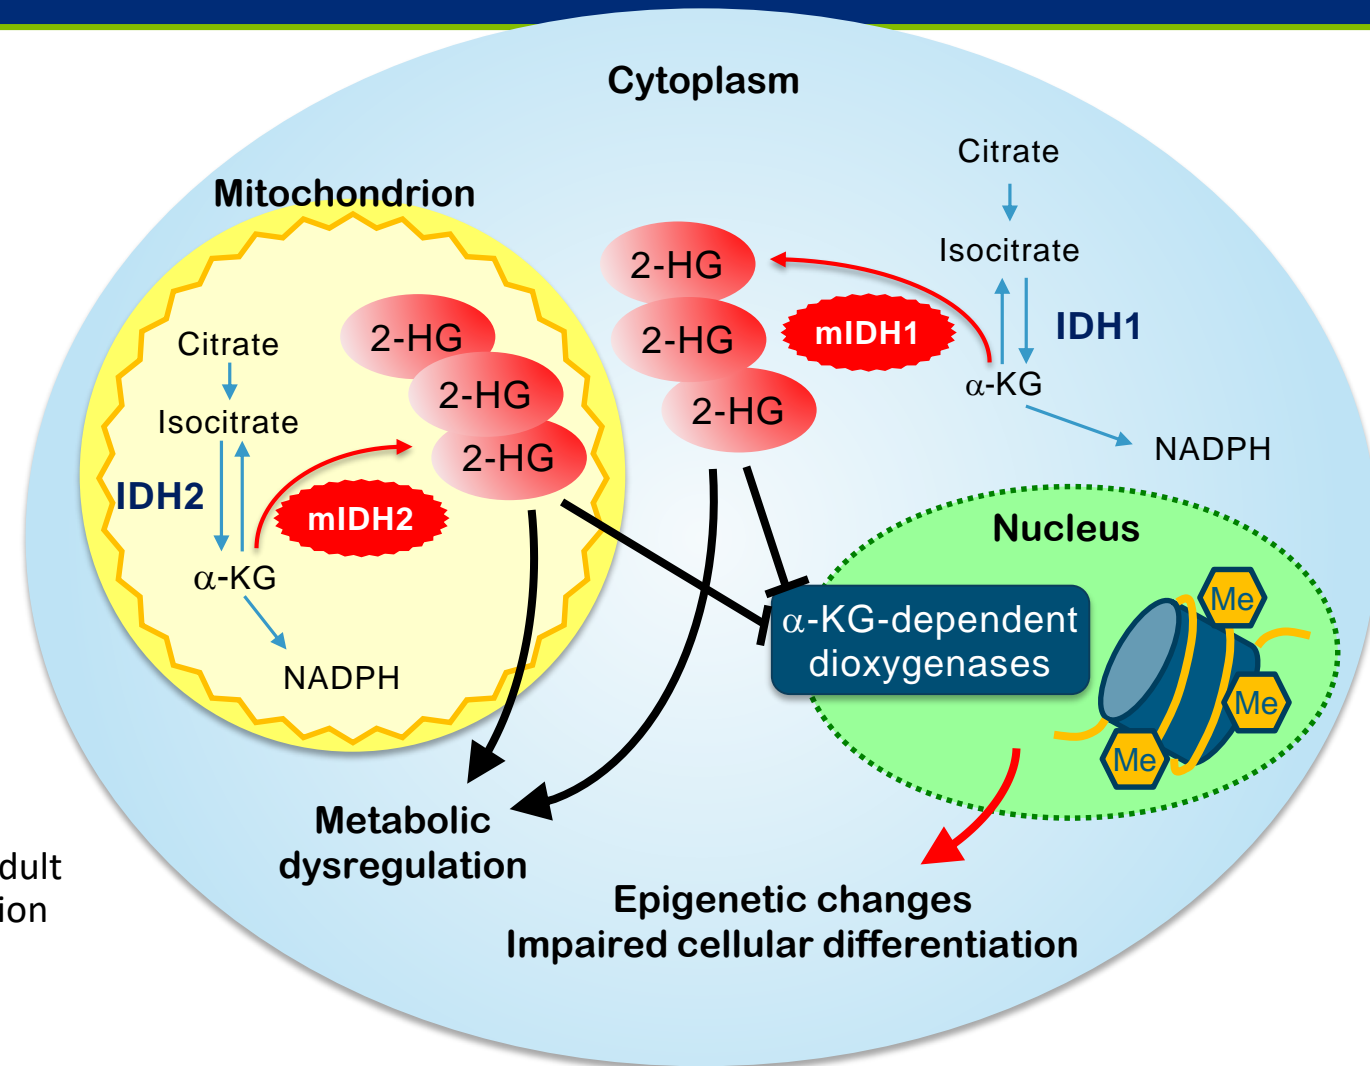 Cytoplasm
Citrate
Mitochondrion
Isocitrate
2-HG
2-HG
2-HG
mIDH1
IDH1
α-KG
NADPH
Citrate
Isocitrate
2-HG
2-HG
2-HG
IDH2
mIDH2
α-KG
NADPH
Nucleus
α-KG-dependent
dioxygenases
Me
Me
Me
Metabolic
dysregulation
Epigenetic changes
Impaired cellular differentiation